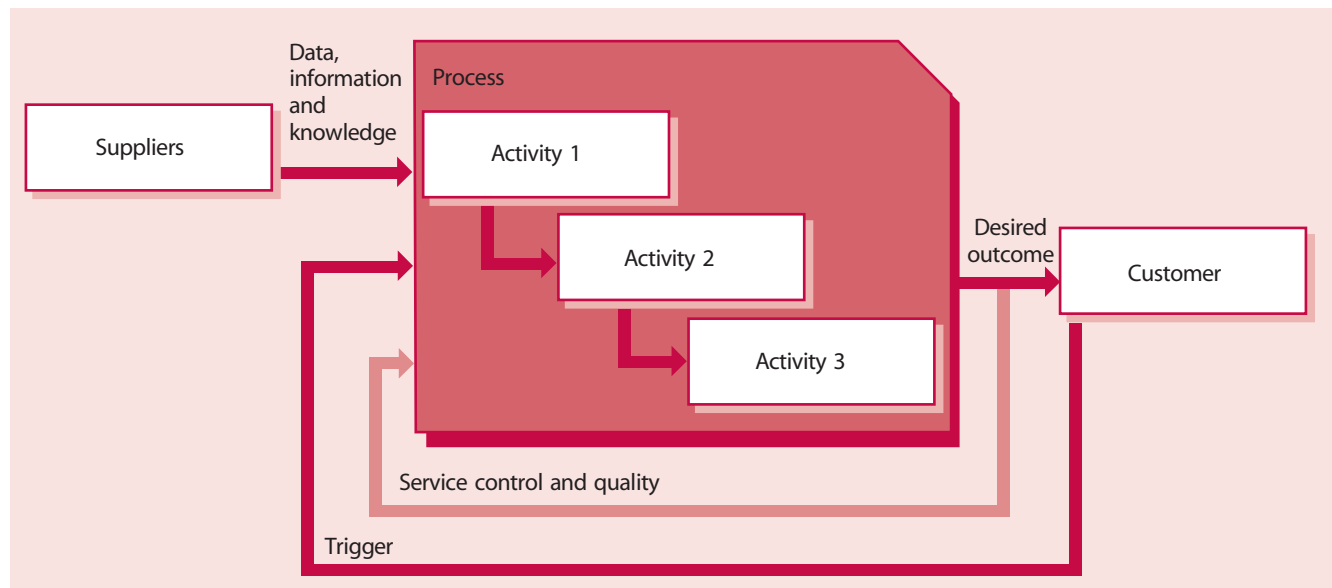 Data,
information
and
knowledge
Suppliers
Process
Activity 1
Activity 2
Activity 3
Desired
outcome
Customer
Service control and quality
Trigger